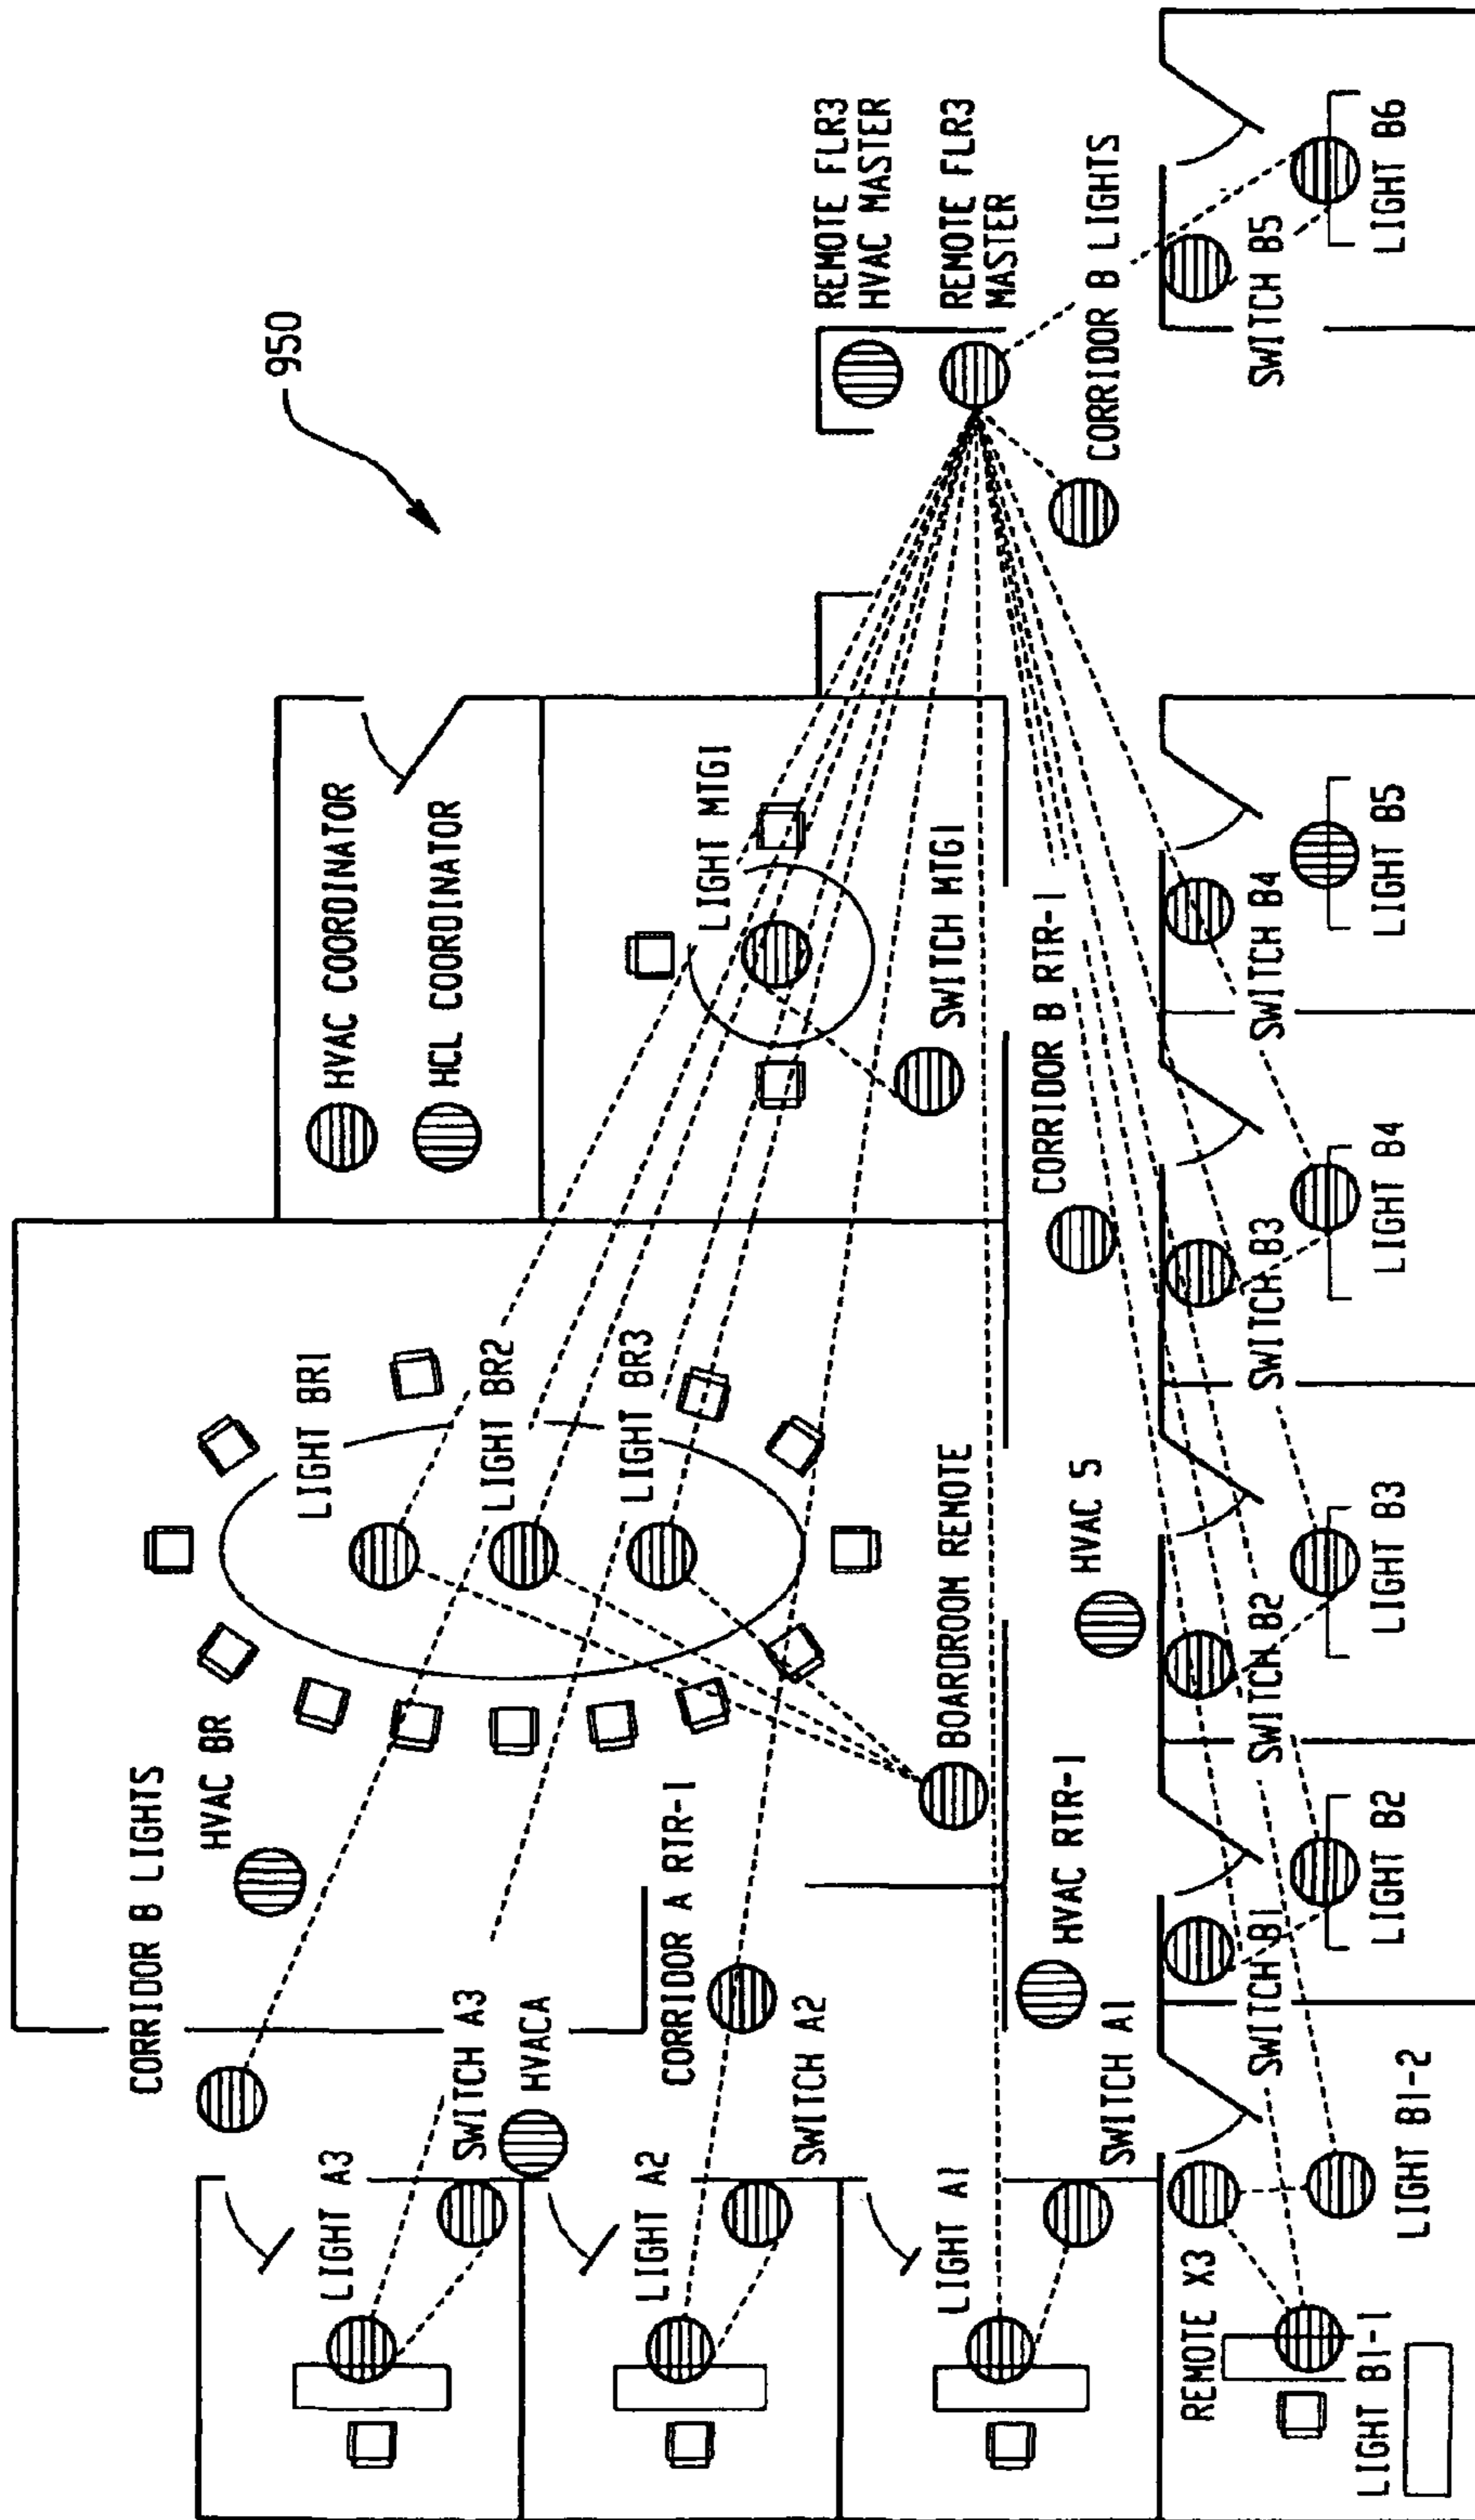 950
CORRIDOR B LIGHTS
HVAC BR
LIGHT BR1
LIGHT BR2
LIGHT BR3
HVAC COORDINATOR
HCL COORDINATOR
LIGHT MTG1
SWITCH MTG1
REMOTE FLR3
HVAC MASTER
REMOTE FLR3
MASTER
LIGHT A3
SWITCH A3
HVACA
CORRIDOR A RTR-1
LIGHT A2
SWITCH A2
BOARDROOM REMOTE
LIGHT A1
SWITCH A1
HVAC RTR-1
HVAC 5
CORRIDOR B RTR-1
CORRIDOR B LIGHTS
REMOTE X3
LIGHT B1-1
LIGHT B1-2
SWITCH B1
LIGHT B2
SWITCH B2
LIGHT B3
SWITCH B3
LIGHT B4
SWITCH B4
LIGHT B5
SWITCH B5
LIGHT B6